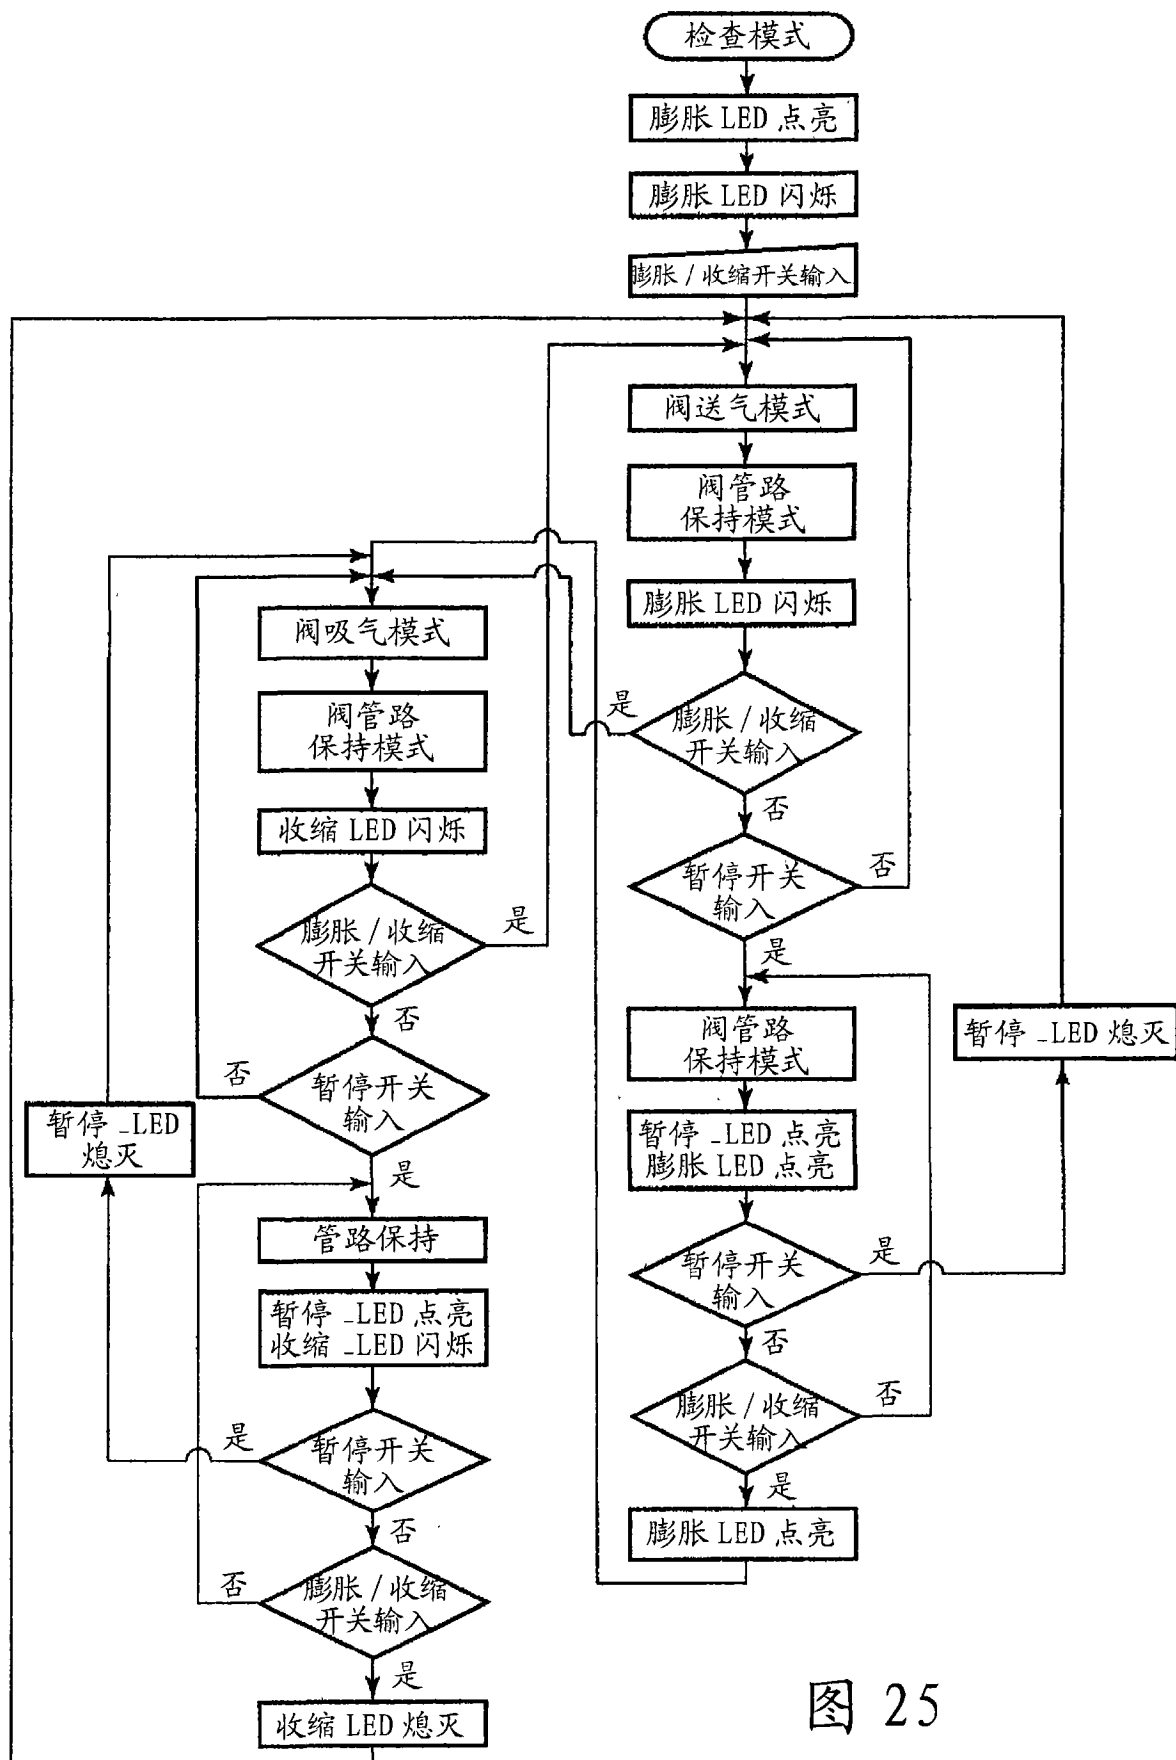 检查模式
膨胀 LED 点亮
膨胀 LED 闪烁
膨胀 / 收缩开关输入
阀送气模式
阀管路
保持模式
膨胀 LED 闪烁
膨胀 / 收缩
开关输入
是
否
暂停开关
输入
否
是
阀管路
保持模式
暂停 _LED 点亮
膨胀 LED 点亮
暂停开关
输入
是
否
暂停 _LED 熄灭
膨胀 / 收缩
开关输入
否
是
膨胀 LED 点亮
阀吸气模式
阀管路
保持模式
收缩 LED 闪烁
膨胀 / 收缩
开关输入
是
否
暂停开关
输入
否
是
暂停 _LED
熄灭
管路保持
暂停 _LED 点亮
收缩 _LED 闪烁
暂停开关
输入
是
否
膨胀 / 收缩
开关输入
否
是
收缩 LED 熄灭
图 25